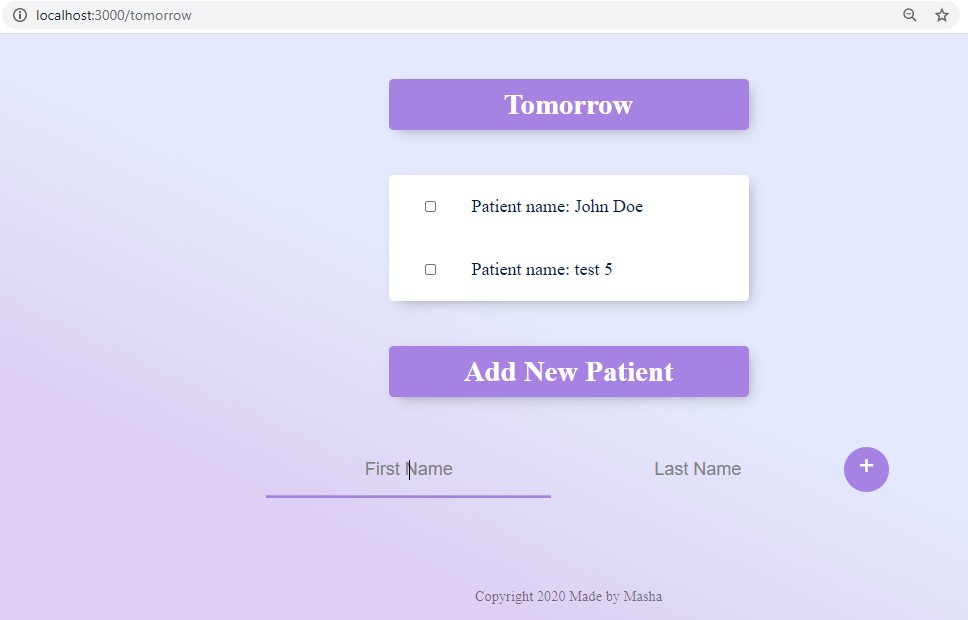 localhost:3000/tomorrow
Tomorrow
Patient name: John Doe
Patient name: test 5
Add New Patient
First Name Last Name +
Copyright 2020 Made by Masha